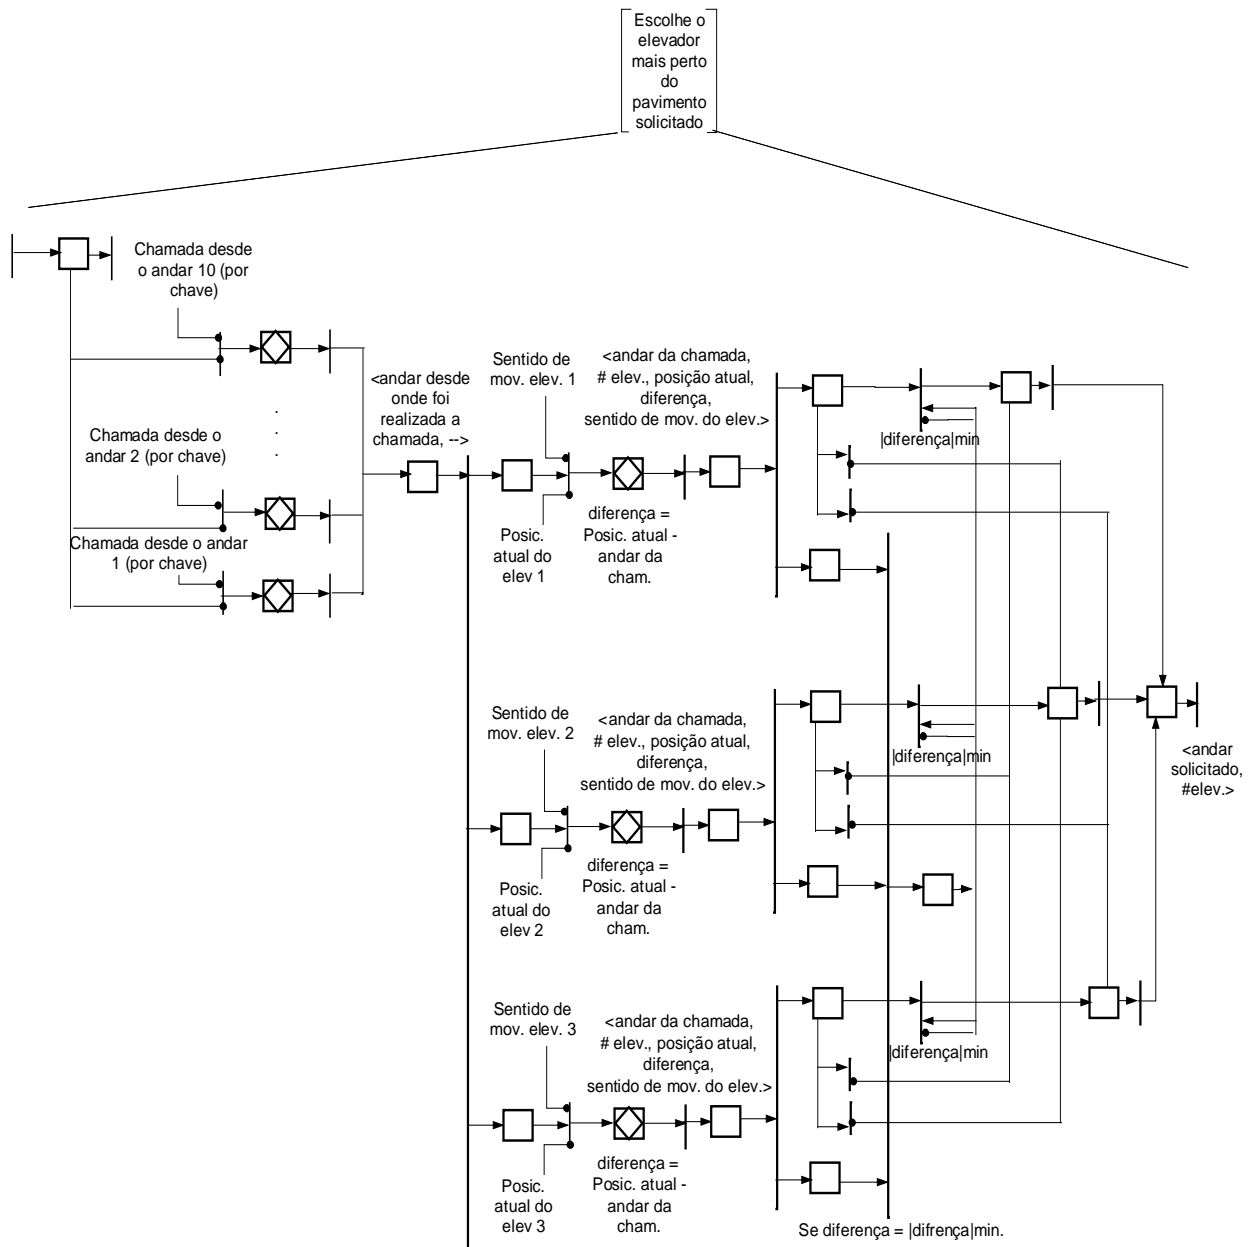 Escolhe o
elevador
mais perto
do
pavimento
solicitado
Chamada desde
o andar 10 (por
chave)
Chamada desde o
andar 2 (por chave)
Chamada desde o andar
1 (por chave)
.
.
.
.
<andar desde
onde foi
realizada a
chamada, -->
Sentido de
mov. elev. 1
<andar da chamada,
# elev., posição atual,
diferença,
sentido de mov. do elev.>
Posic.
atual do
elev 1
diferença =
Posic. atual -
andar da
cham.
|diferença|min
Sentido de
mov. elev. 2
<andar da chamada,
# elev., posição atual,
diferença,
sentido de mov. do elev.>
Posic.
atual do
elev 2
diferença =
Posic. atual -
andar da
cham.
|diferença|min
<andar
solicitado,
#elev.>
Sentido de
mov. elev. 3
<andar da chamada,
# elev., posição atual,
diferença,
sentido de mov. do elev.>
Posic.
atual do
elev 3
diferença =
Posic. atual -
andar da
cham.
|diferença|min
Se diferença = |difrença|min.